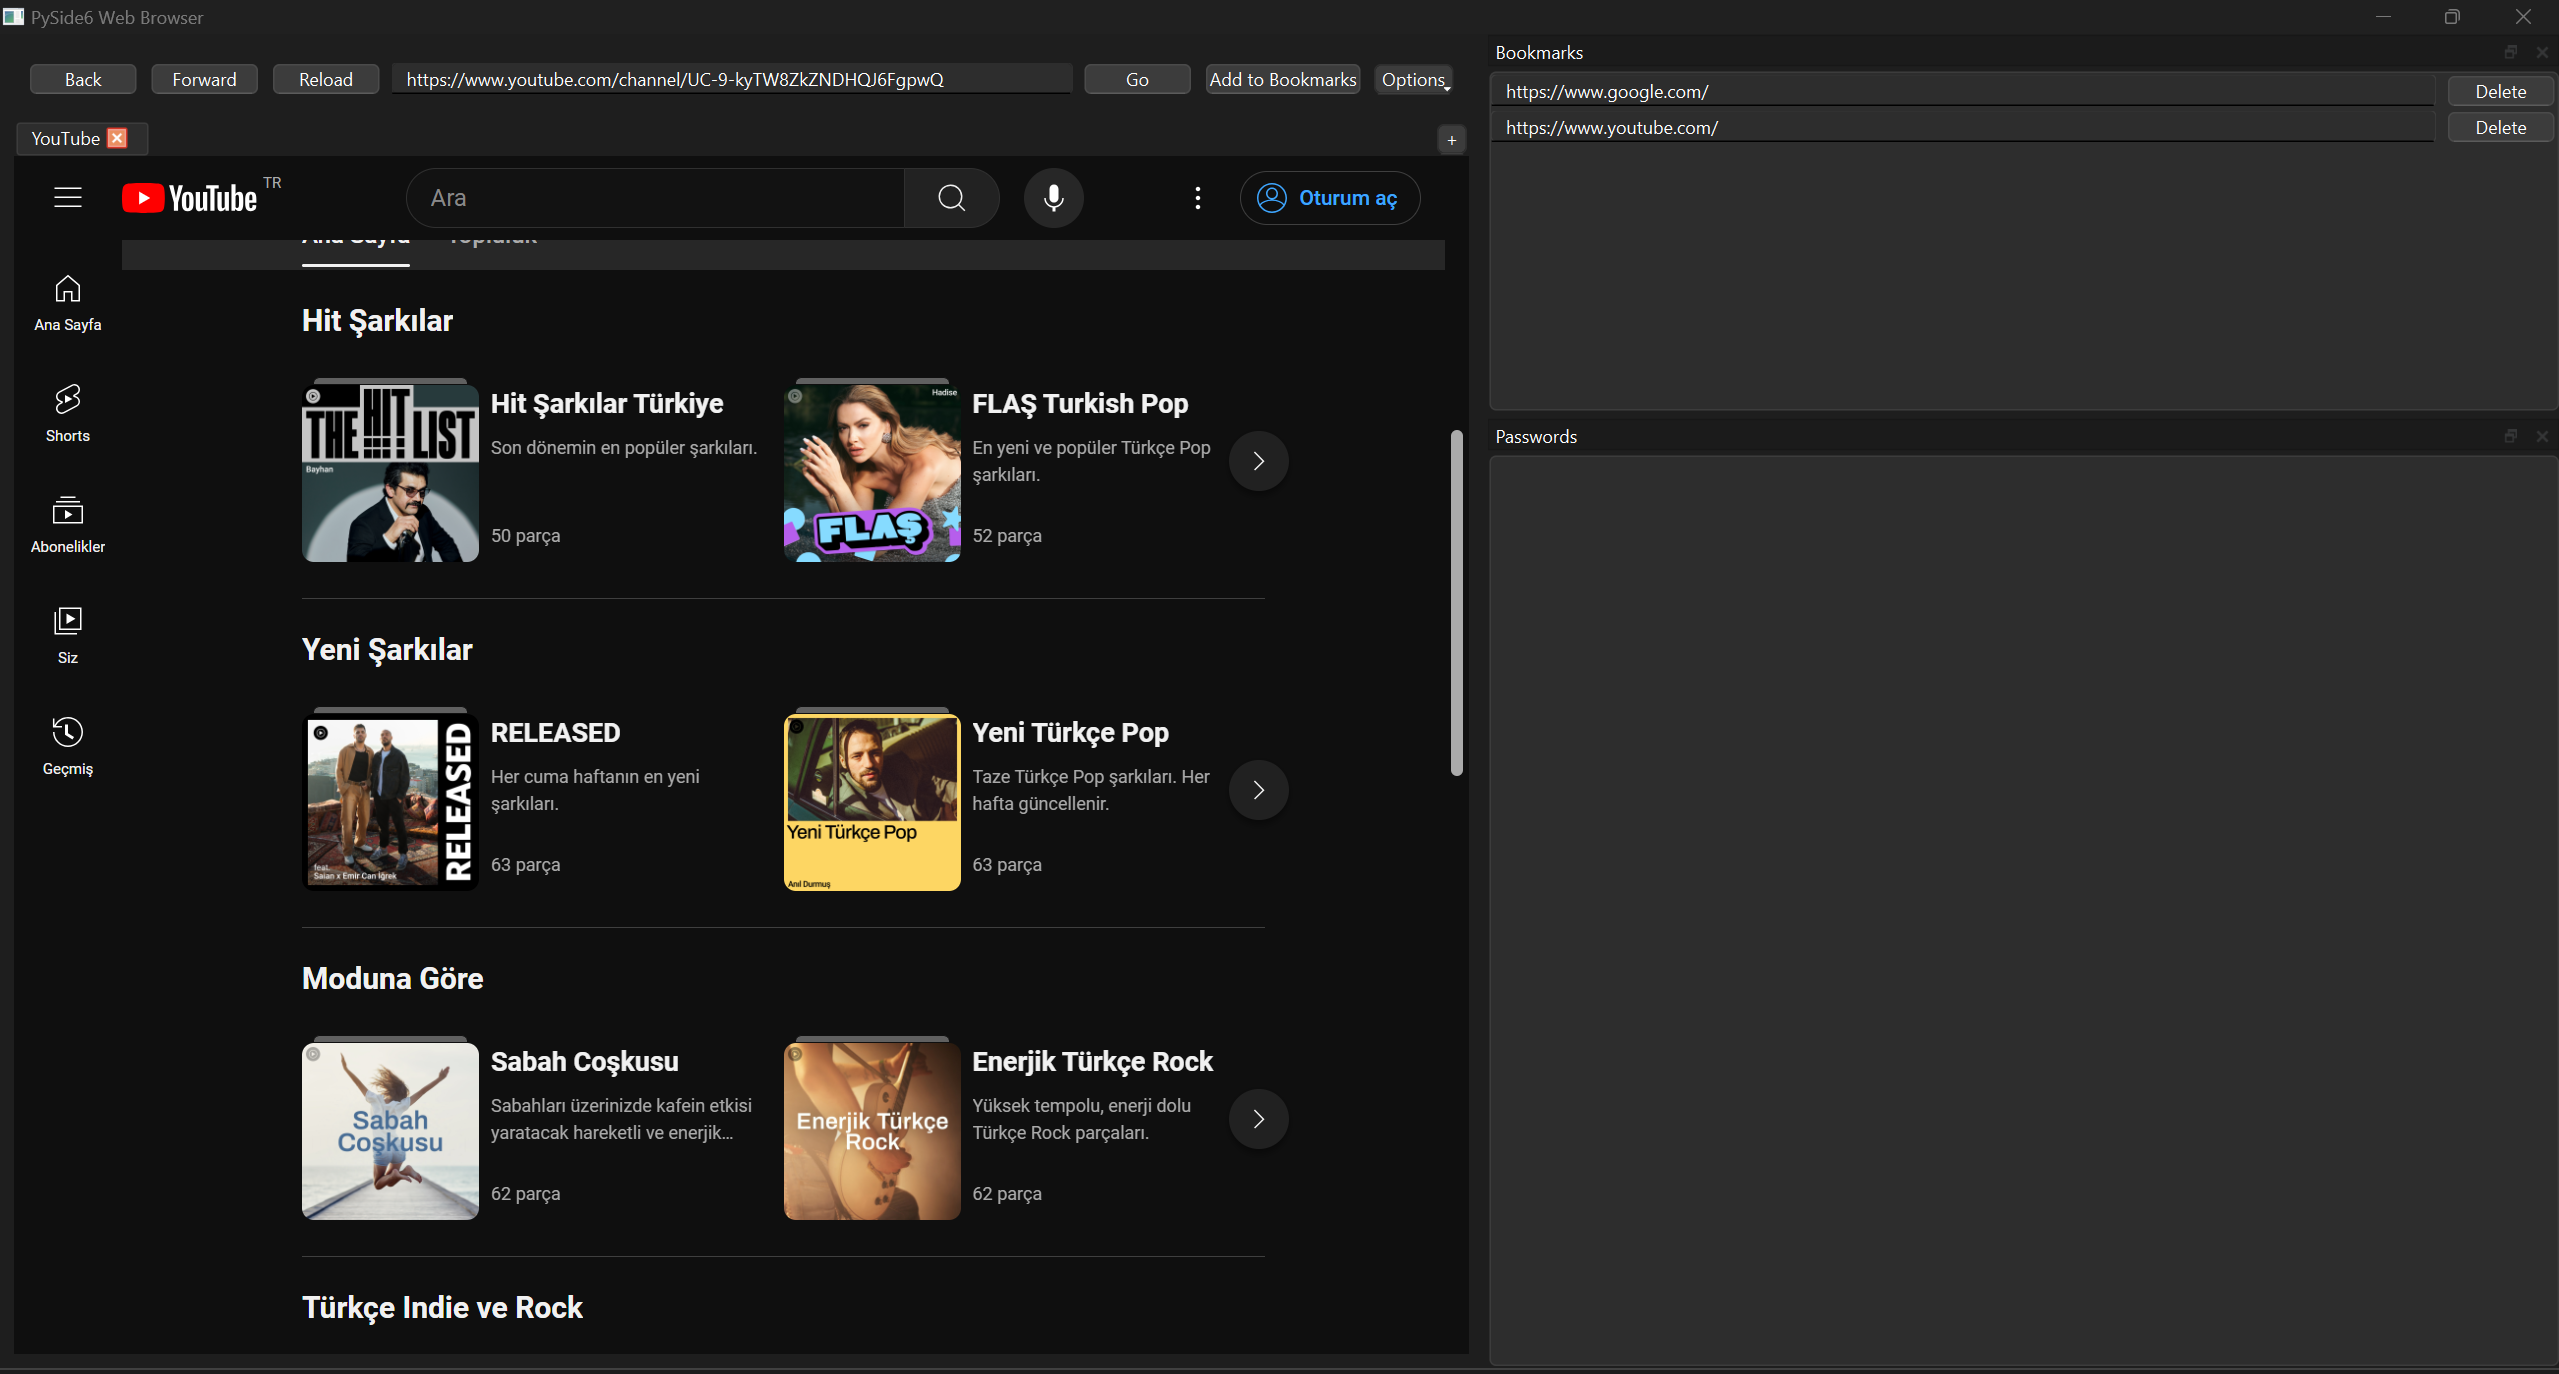 PySide6 Web Browser
Back
Forward
Reload
https://www.youtube.com/channel/UC-9-kyTW8ZkZNDHQJ6FgpwQ
Go
Add to Bookmarks
Options
YouTube
+
YouTube TR
Ara
Oturum aç
Ana Sayfa
Topluluk
Ana Sayfa
Shorts
Abonelikler
Siz
Geçmiş
Hit Şarkılar
THE HIT LIST
Bayhan
Hit Şarkılar Türkiye
Son dönemin en popüler şarkıları.
50 parça
Hadise
FLAŞ
FLAŞ Turkish Pop
En yeni ve popüler Türkçe Pop
şarkıları.
52 parça
Yeni Şarkılar
RELEASED
feat.
Saian x Emir Can İğrek
RELEASED
Her cuma haftanın en yeni
şarkıları.
63 parça
Yeni Türkçe Pop
Anıl Durmuş
Yeni Türkçe Pop
Taze Türkçe Pop şarkıları. Her
hafta güncellenir.
63 parça
Moduna Göre
Sabah
Coşkusu
Sabah Coşkusu
Sabahları üzerinizde kafein etkisi
yaratacak hareketli ve enerjik...
62 parça
Enerjik Türkçe
Rock
Enerjik Türkçe Rock
Yüksek tempolu, enerji dolu
Türkçe Rock parçaları.
62 parça
Türkçe Indie ve Rock
Bookmarks
https://www.google.com/
Delete
https://www.youtube.com/
Delete
Passwords